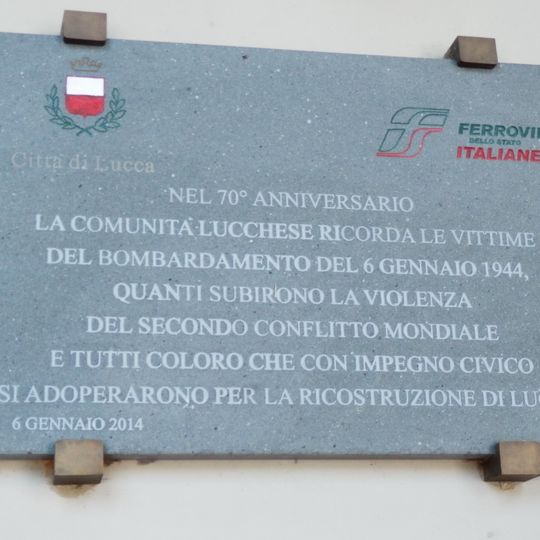 Città di Lucca
FERROVIE
DELLO STATO
ITALIANE
NEL 70° ANNIVERSARIO
LA COMUNITÀ LUCCHESE RICORDA LE VITTIME
DEL BOMBARDAMENTO DEL 6 GENNAIO 1944,
QUANTI SUBIRONO LA VIOLENZA
DEL SECONDO CONFLITTO MONDIALE
E TUTTI COLORO CHE CON IMPEGNO CIVICO
SI ADOPERARONO PER LA RICOSTRUZIONE DI
6 GENNAIO 2014